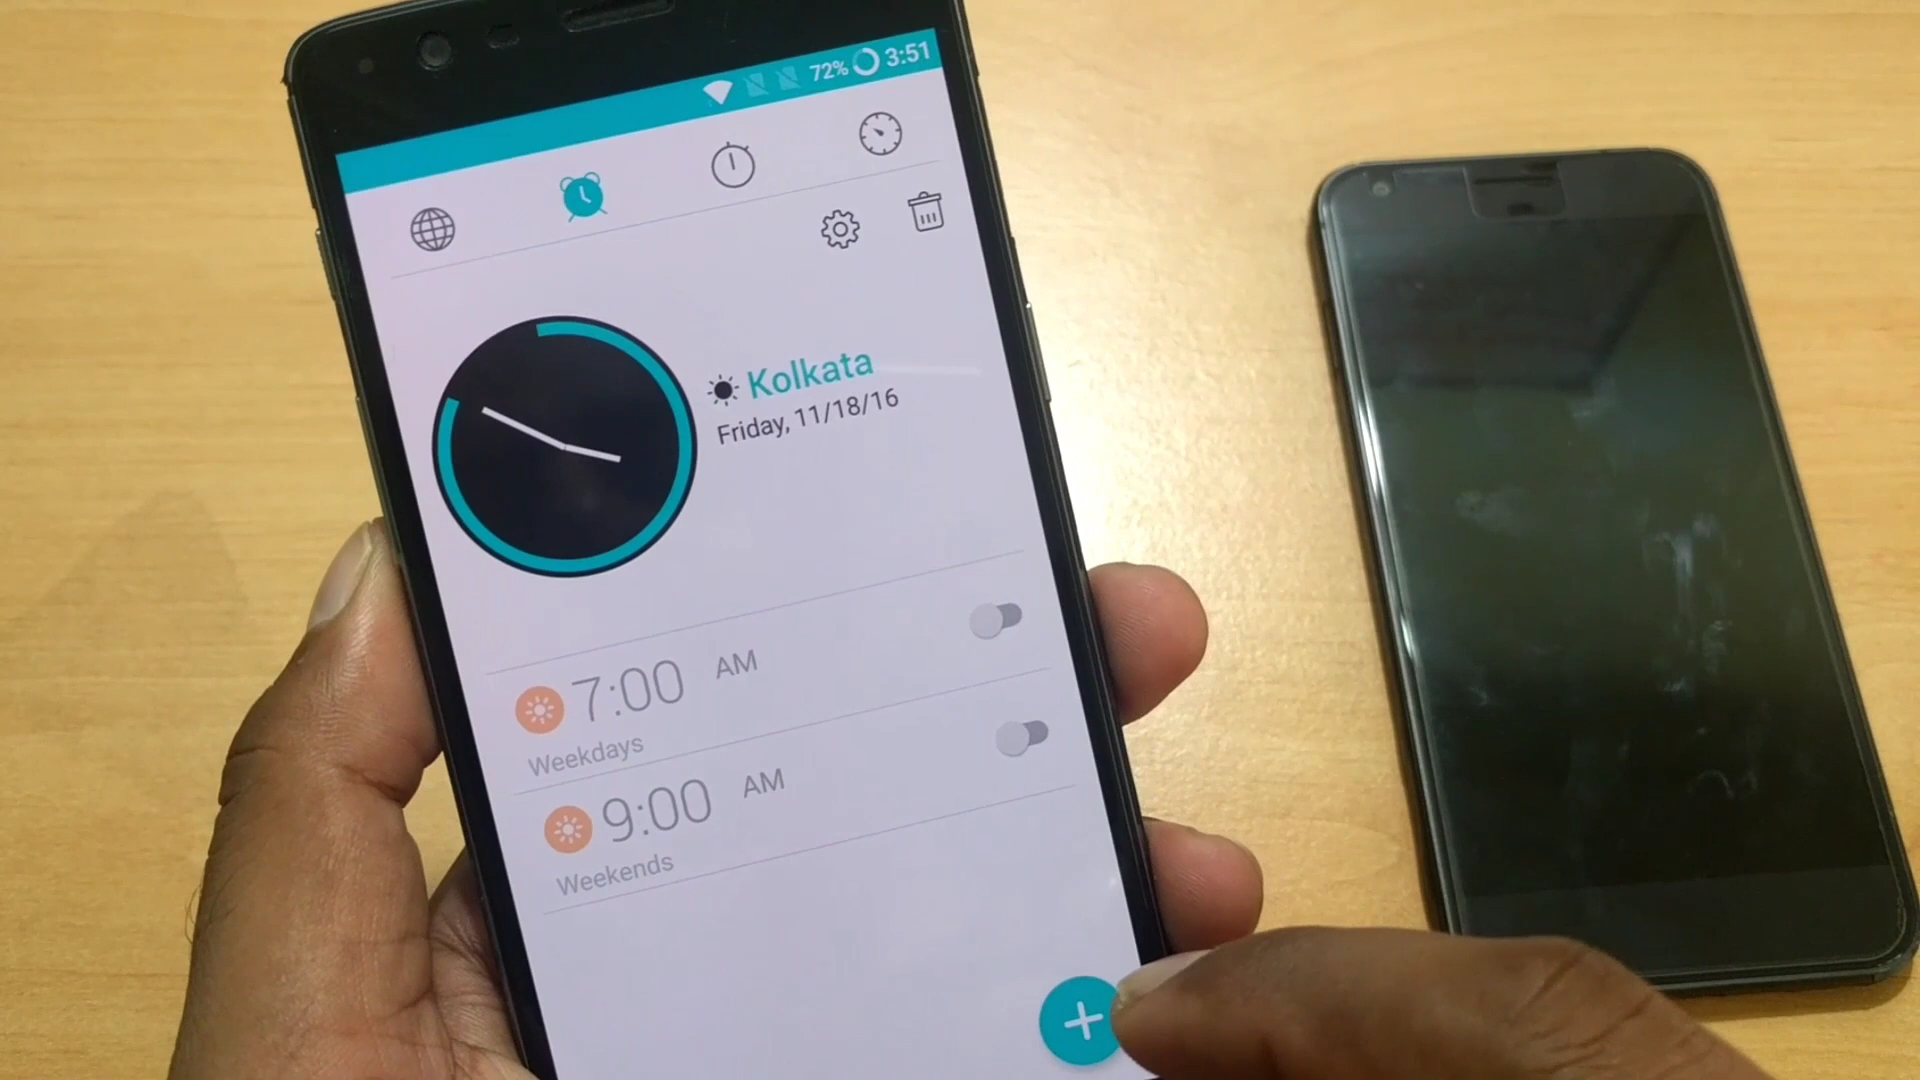 72% 3:51
Kolkata
Friday, 11/18/16
7:00 AM
Weekdays
9:00 AM
Weekends